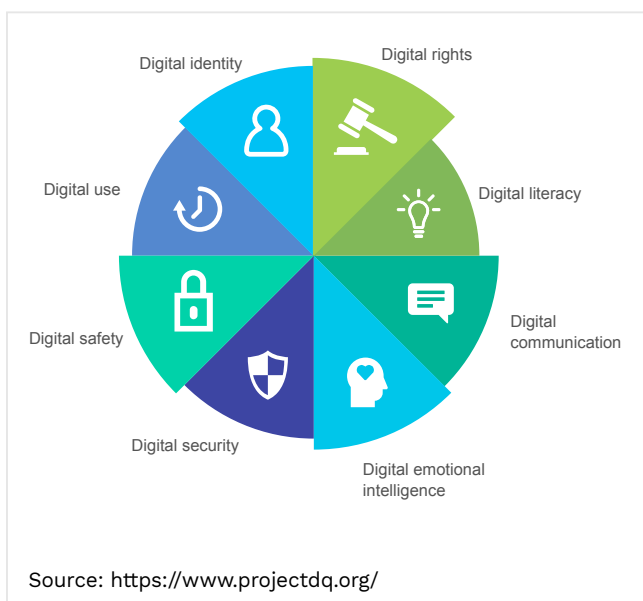 Digital rights
Digital identity
Digital literacy
Digital use
Digital
communication
Digital safety
Digital security
Digital emotional
intelligence
Source: https://www.projectdq.org/